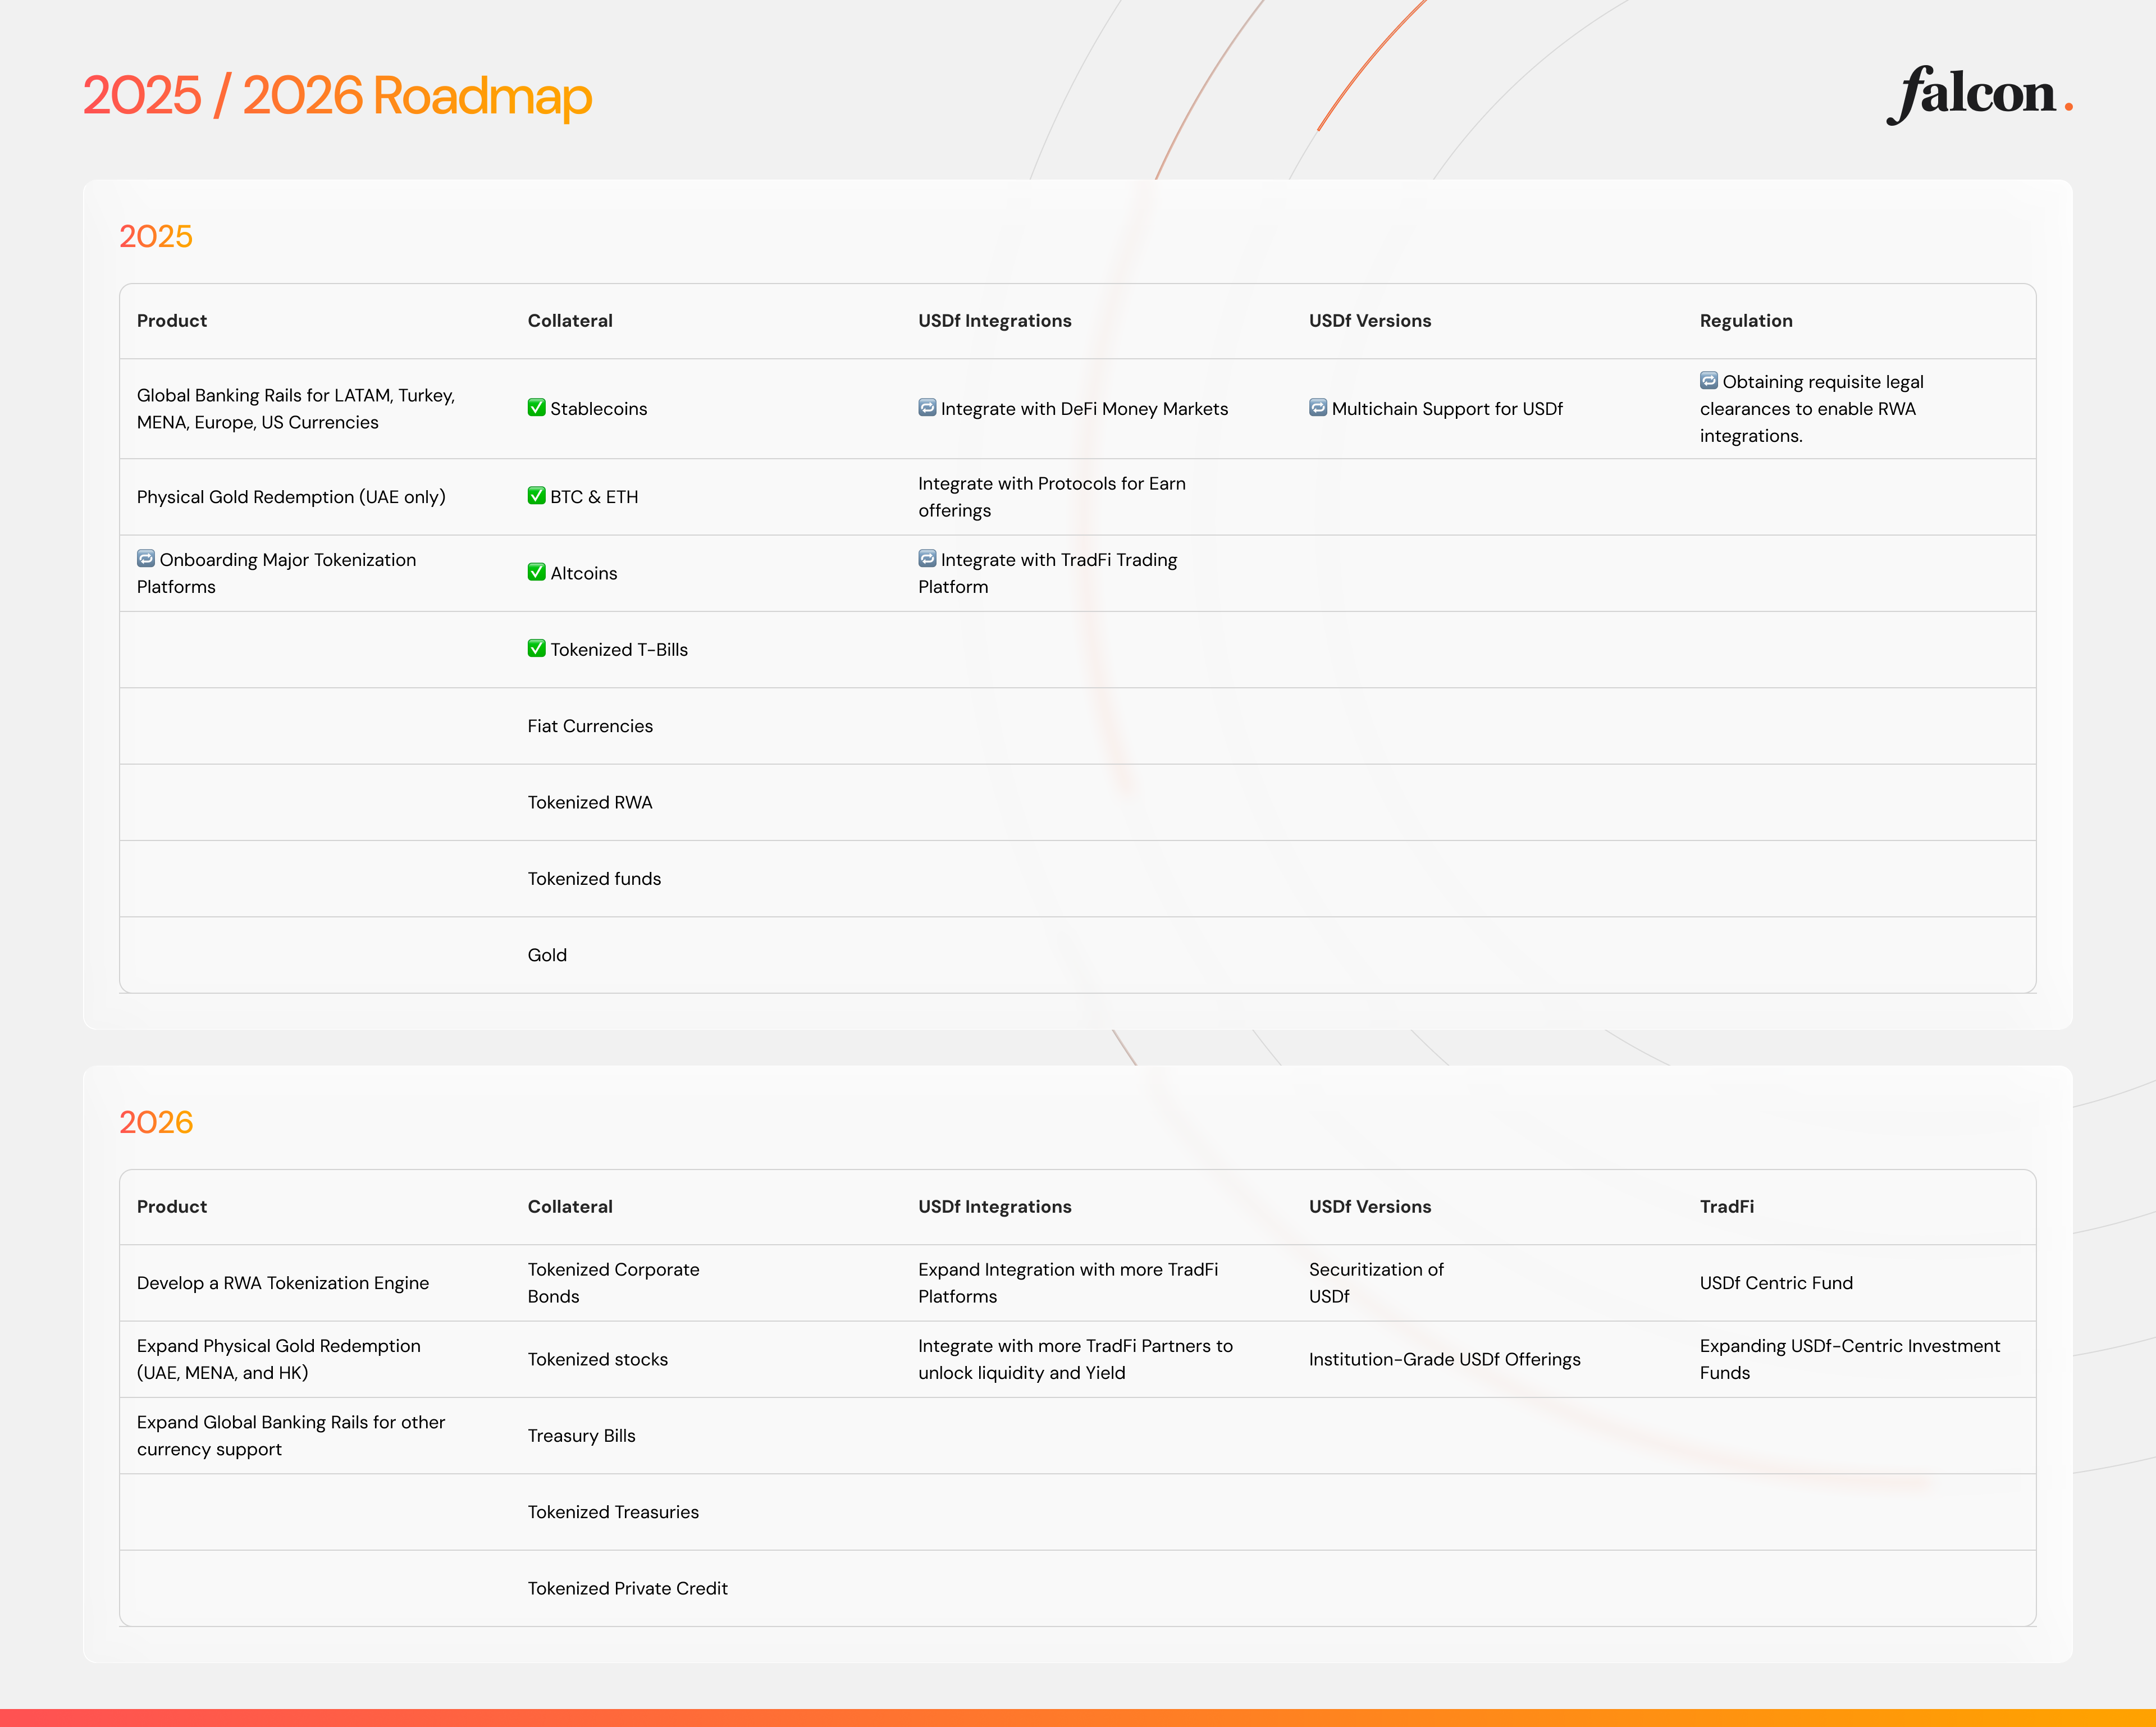 2025 / 2026 Roadmap
falcon.
2025
Product
Collateral
USDf Integrations
USDf Versions
Regulation
Global Banking Rails for LATAM, Turkey,
MENA, Europe, US Currencies
✅ Stablecoins
🔁 Integrate with DeFi Money Markets
🔁 Multichain Support for USDf
🔁 Obtaining requisite legal
clearances to enable RWA
integrations.
Physical Gold Redemption (UAE only)
✅ BTC & ETH
Integrate with Protocols for Earn
offerings
🔁 Onboarding Major Tokenization
Platforms
✅ Altcoins
🔁 Integrate with TradFi Trading
Platform
✅ Tokenized T-Bills
Fiat Currencies
Tokenized RWA
Tokenized funds
Gold
2026
Product
Collateral
USDf Integrations
USDf Versions
TradFi
Develop a RWA Tokenization Engine
Tokenized Corporate
Bonds
Expand Integration with more TradFi
Platforms
Securitization of
USDf
USDf Centric Fund
Expand Physical Gold Redemption
(UAE, MENA, and HK)
Tokenized stocks
Integrate with more TradFi Partners to
unlock liquidity and Yield
Institution-Grade USDf Offerings
Expanding USDf-Centric Investment
Funds
Expand Global Banking Rails for other
currency support
Treasury Bills
Tokenized Treasuries
Tokenized Private Credit